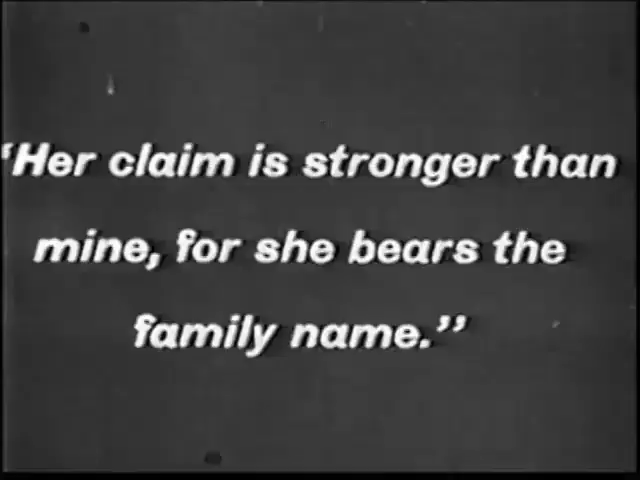 "Her claim is stronger than
mine, for she bears the
family name."